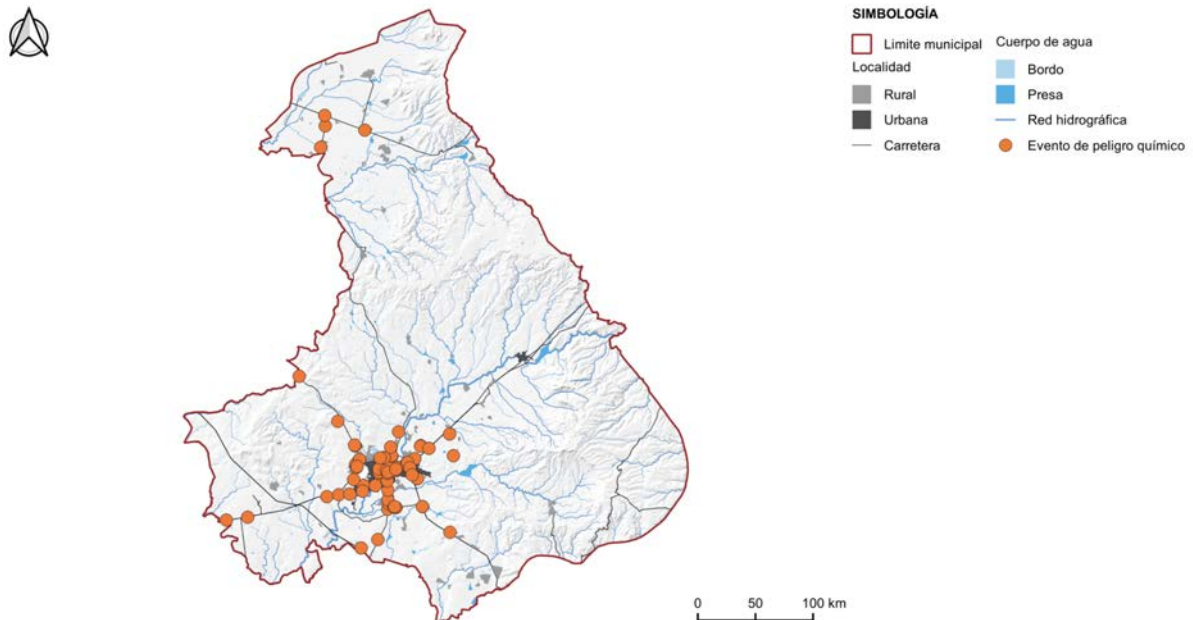 SIMBOLOGÍA
Limite municipal
Localidad
Rural
Urbana
Carretera
Cuerpo de agua
Bordo
Presa
Red hidrográfica
Evento de peligro químico
0 50 100 km